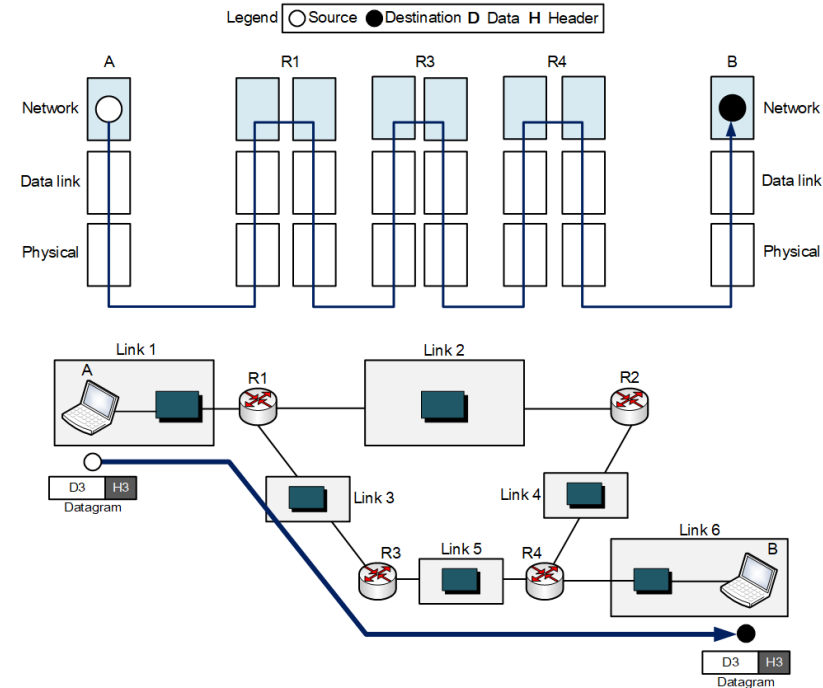 Legend Source Destination D Data H Header
A R1 R3 R4 B
Network Network
Data link Data link
Physical Physical
Link 1 Link 2
A R1 R2
D3 H3
Datagram
Link 3 Link 4
Link 6
R3 Link 5 R4 B
D3 H3
Datagram